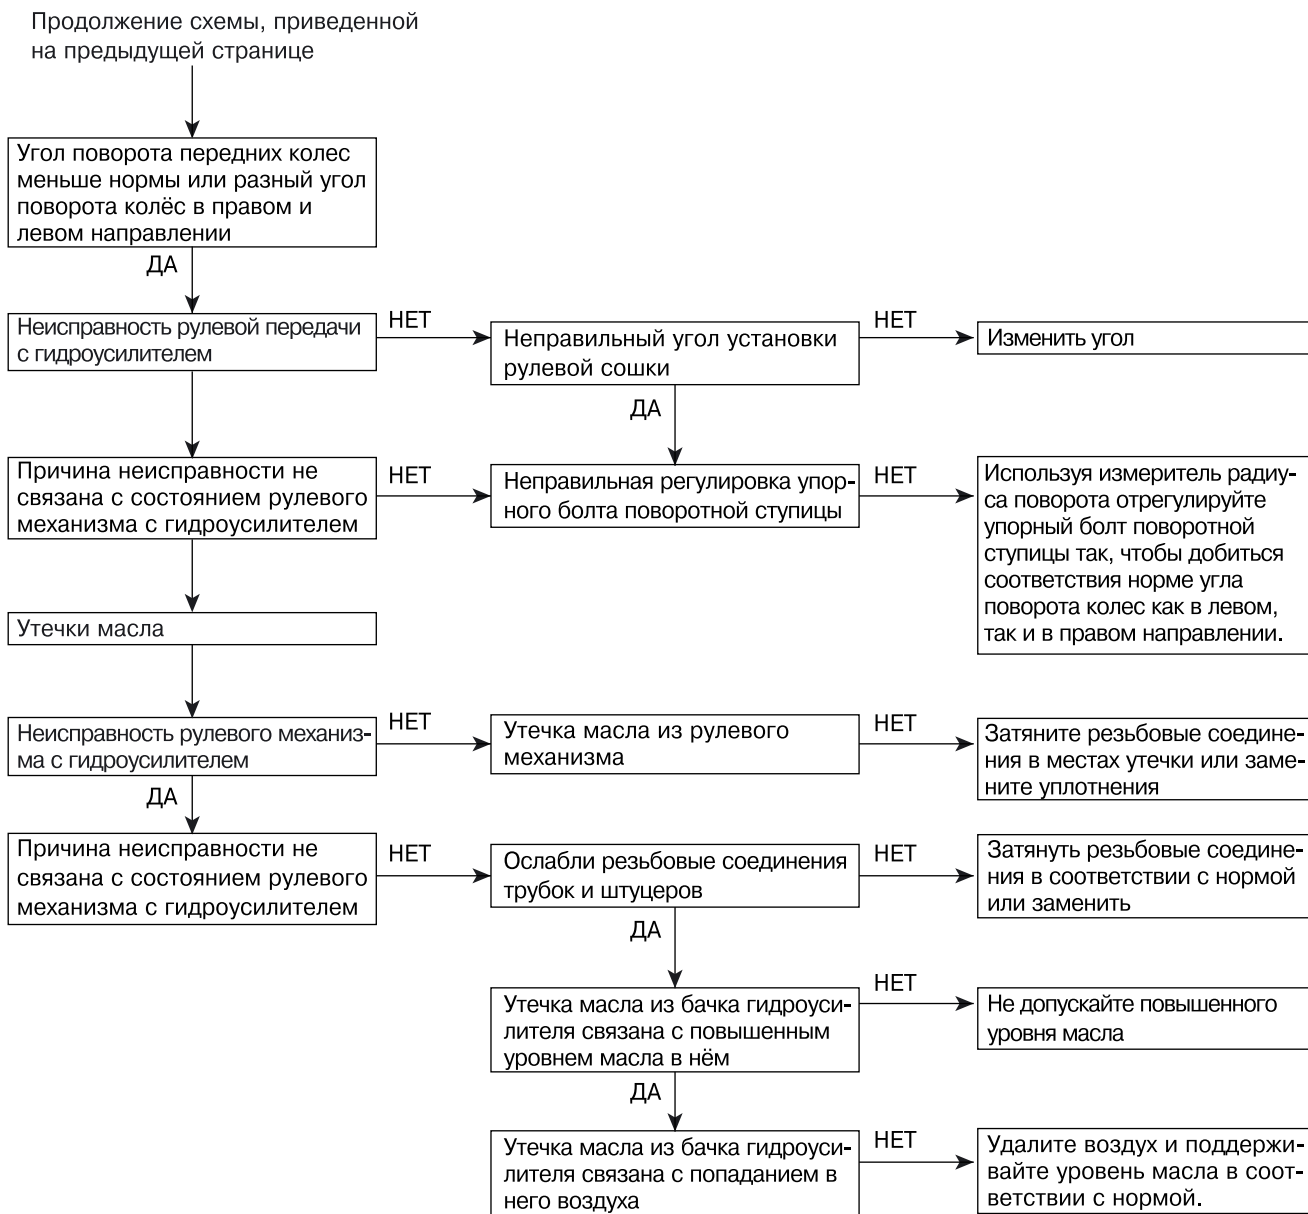 Продолжение схемы, приведенной
на предыдущей странице
Угол поворота передних колес
меньше нормы или разный угол
поворота колёс в правом и
левом направлении
ДА
Неисправность рулевой передачи
с гидроусилителем
НЕТ
Неправильный угол установки
рулевой сошки
НЕТ
Изменить угол
ДА
Причина неисправности не
связана с состоянием рулевого
механизма с гидроусилителем
НЕТ
Неправильная регулировка упор-
ного болта поворотной ступицы
НЕТ
Используя измеритель радиу-
са поворота отрегулируйте
упорный болт поворотной
ступицы так, чтобы добиться
соответствия норме угла
поворота колес как в левом,
так и в правом направлении.
Утечки масла
Неисправность рулевого механиз-
ма с гидроусилителем
НЕТ
Утечка масла из рулевого
механизма
НЕТ
Затяните резьбовые соедине-
ния в местах утечки или заме-
ните уплотнения
ДА
Причина неисправности не
связана с состоянием рулевого
механизма с гидроусилителем
НЕТ
Ослабли резьбовые соединения
трубок и штуцеров
НЕТ
Затянуть резьбовые соедине-
ния в соответствии с нормой
или заменить
ДА
Утечка масла из бачка гидроуси-
лителя связана с повышенным
уровнем масла в нём
НЕТ
Не допускайте повышенного
уровня масла
ДА
Утечка масла из бачка гидроуси-
лителя связана с попаданием в
него воздуха
НЕТ
Удалите воздух и поддержи-
вайте уровень масла в соот-
ветствии с нормой.